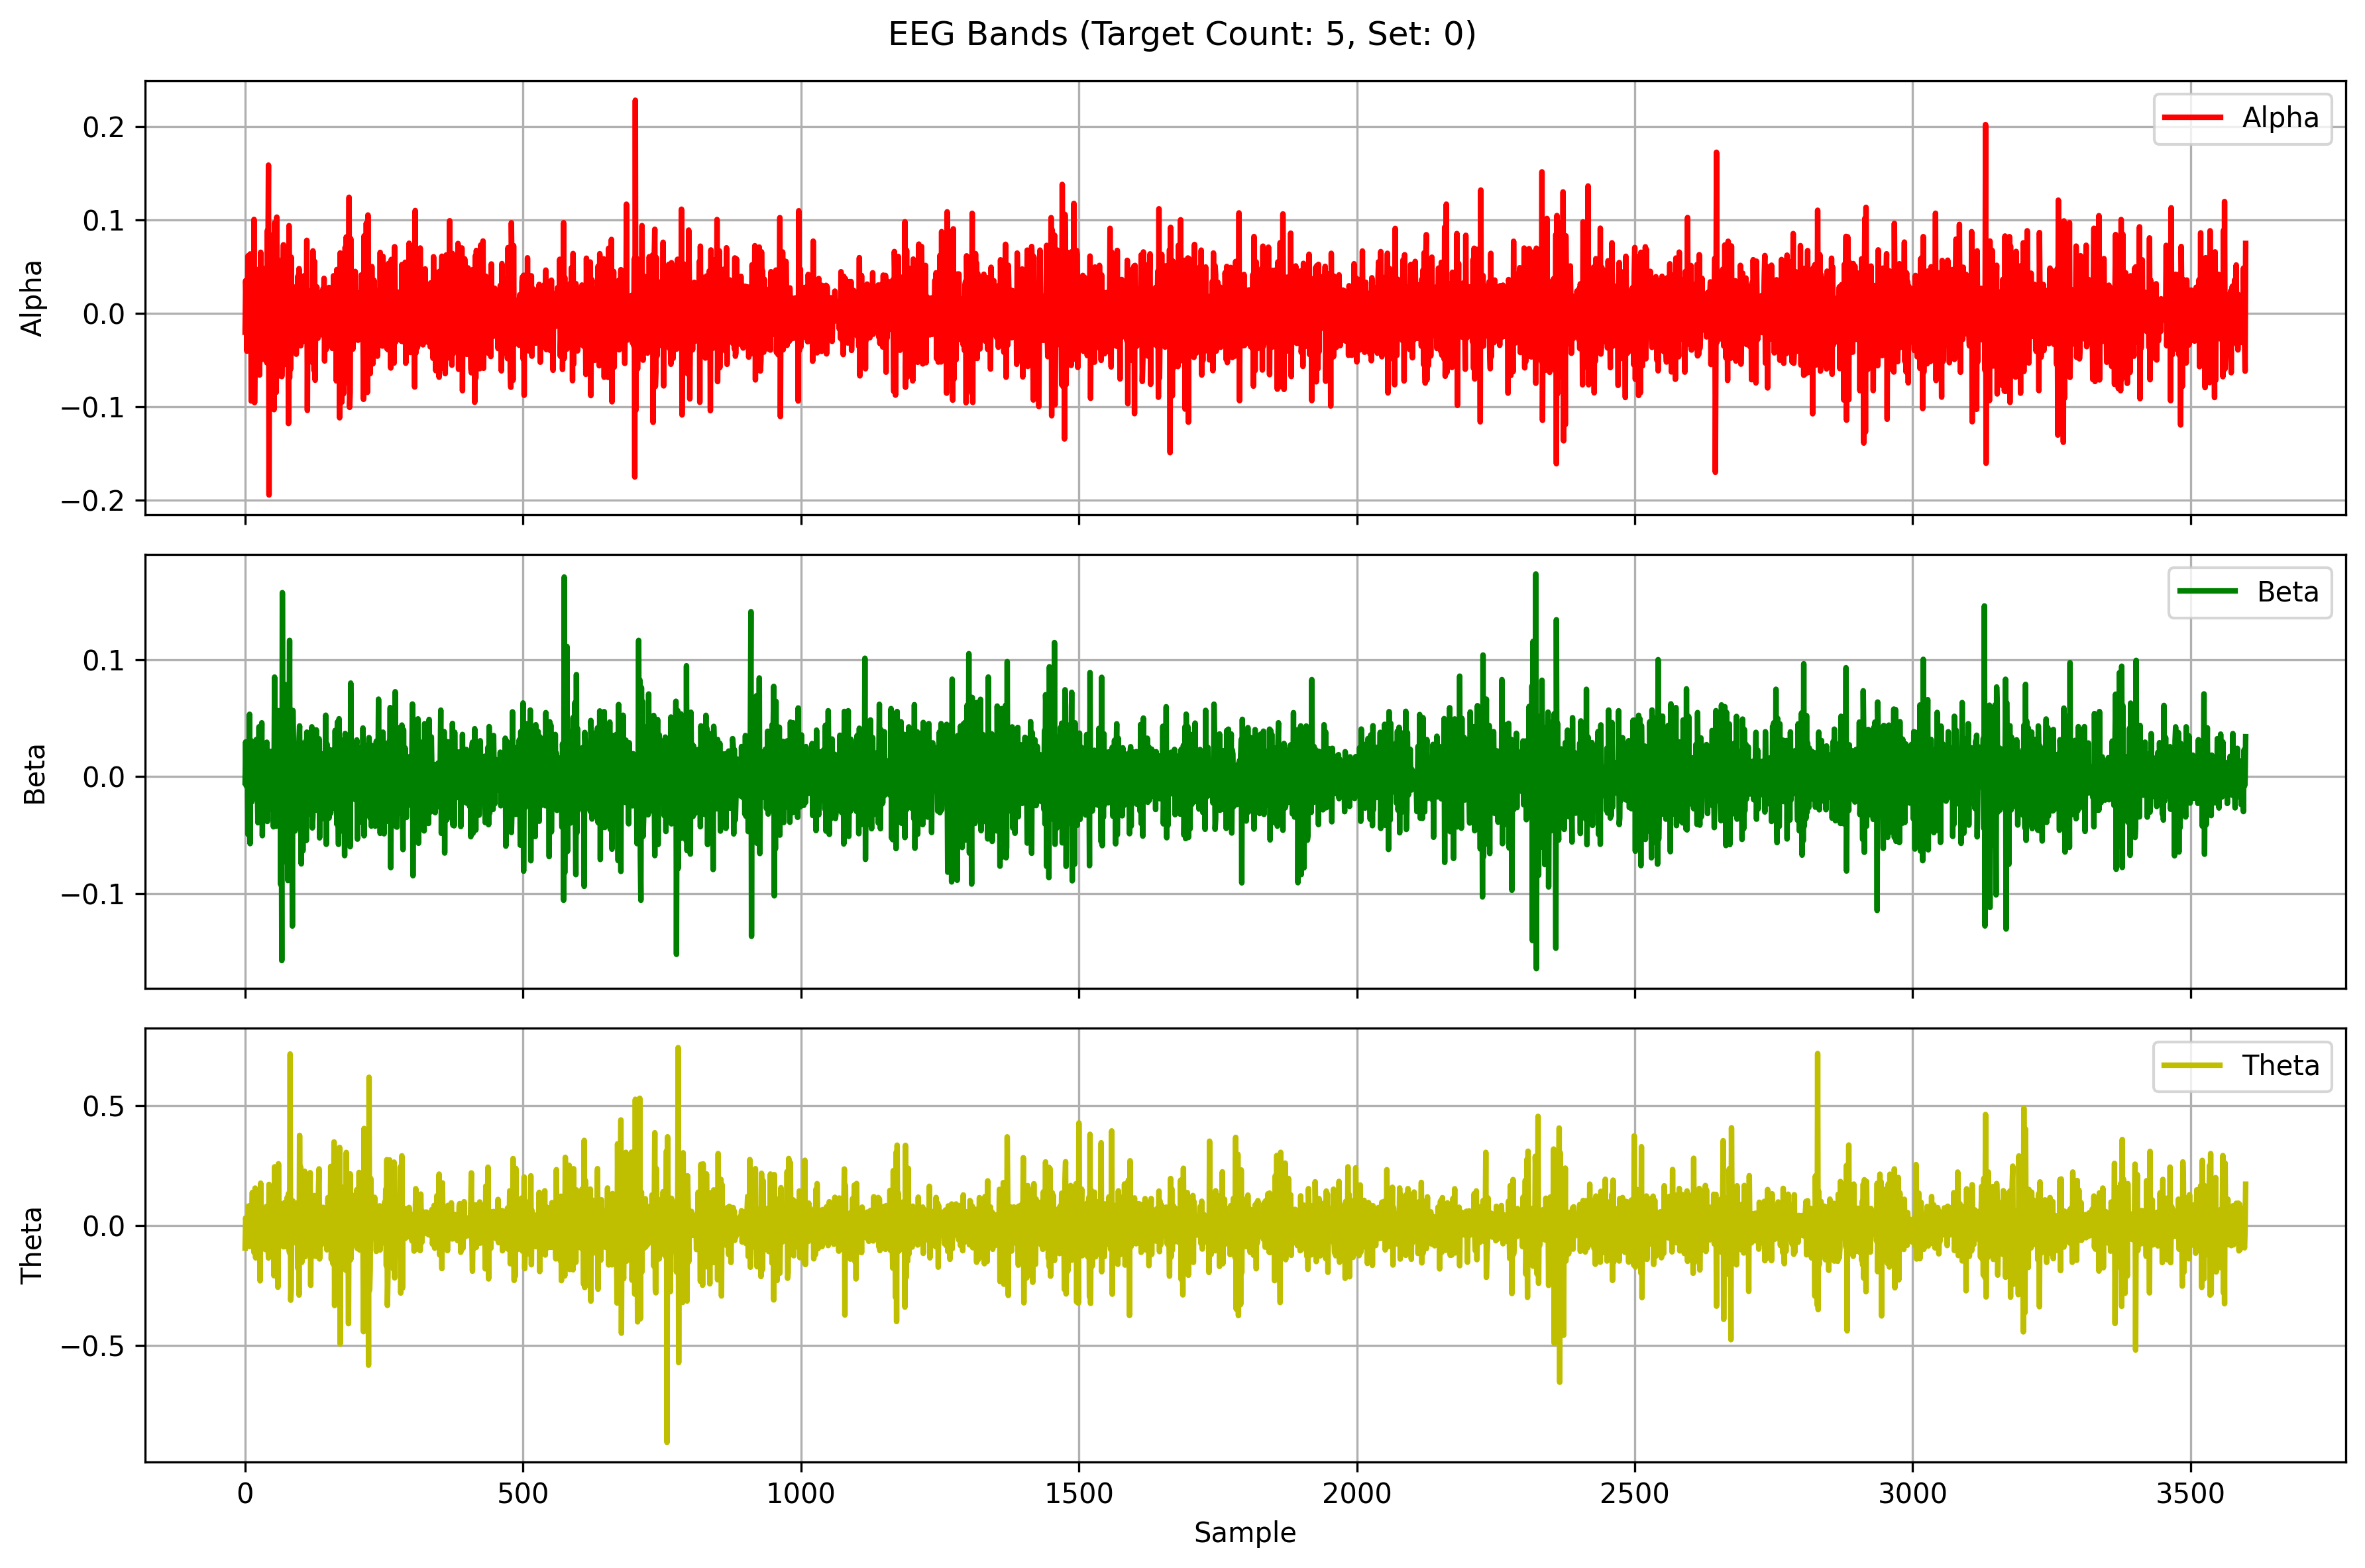 EEG Bands (Target Count: 5, Set: 0)
Alpha
0.2
0.1
0.0
−0.1
−0.2
Alpha
Beta
0.1
0.0
−0.1
Beta
Theta
0.5
0.0
−0.5
Theta
0 500 1000 1500 2000 2500 3000 3500
Sample